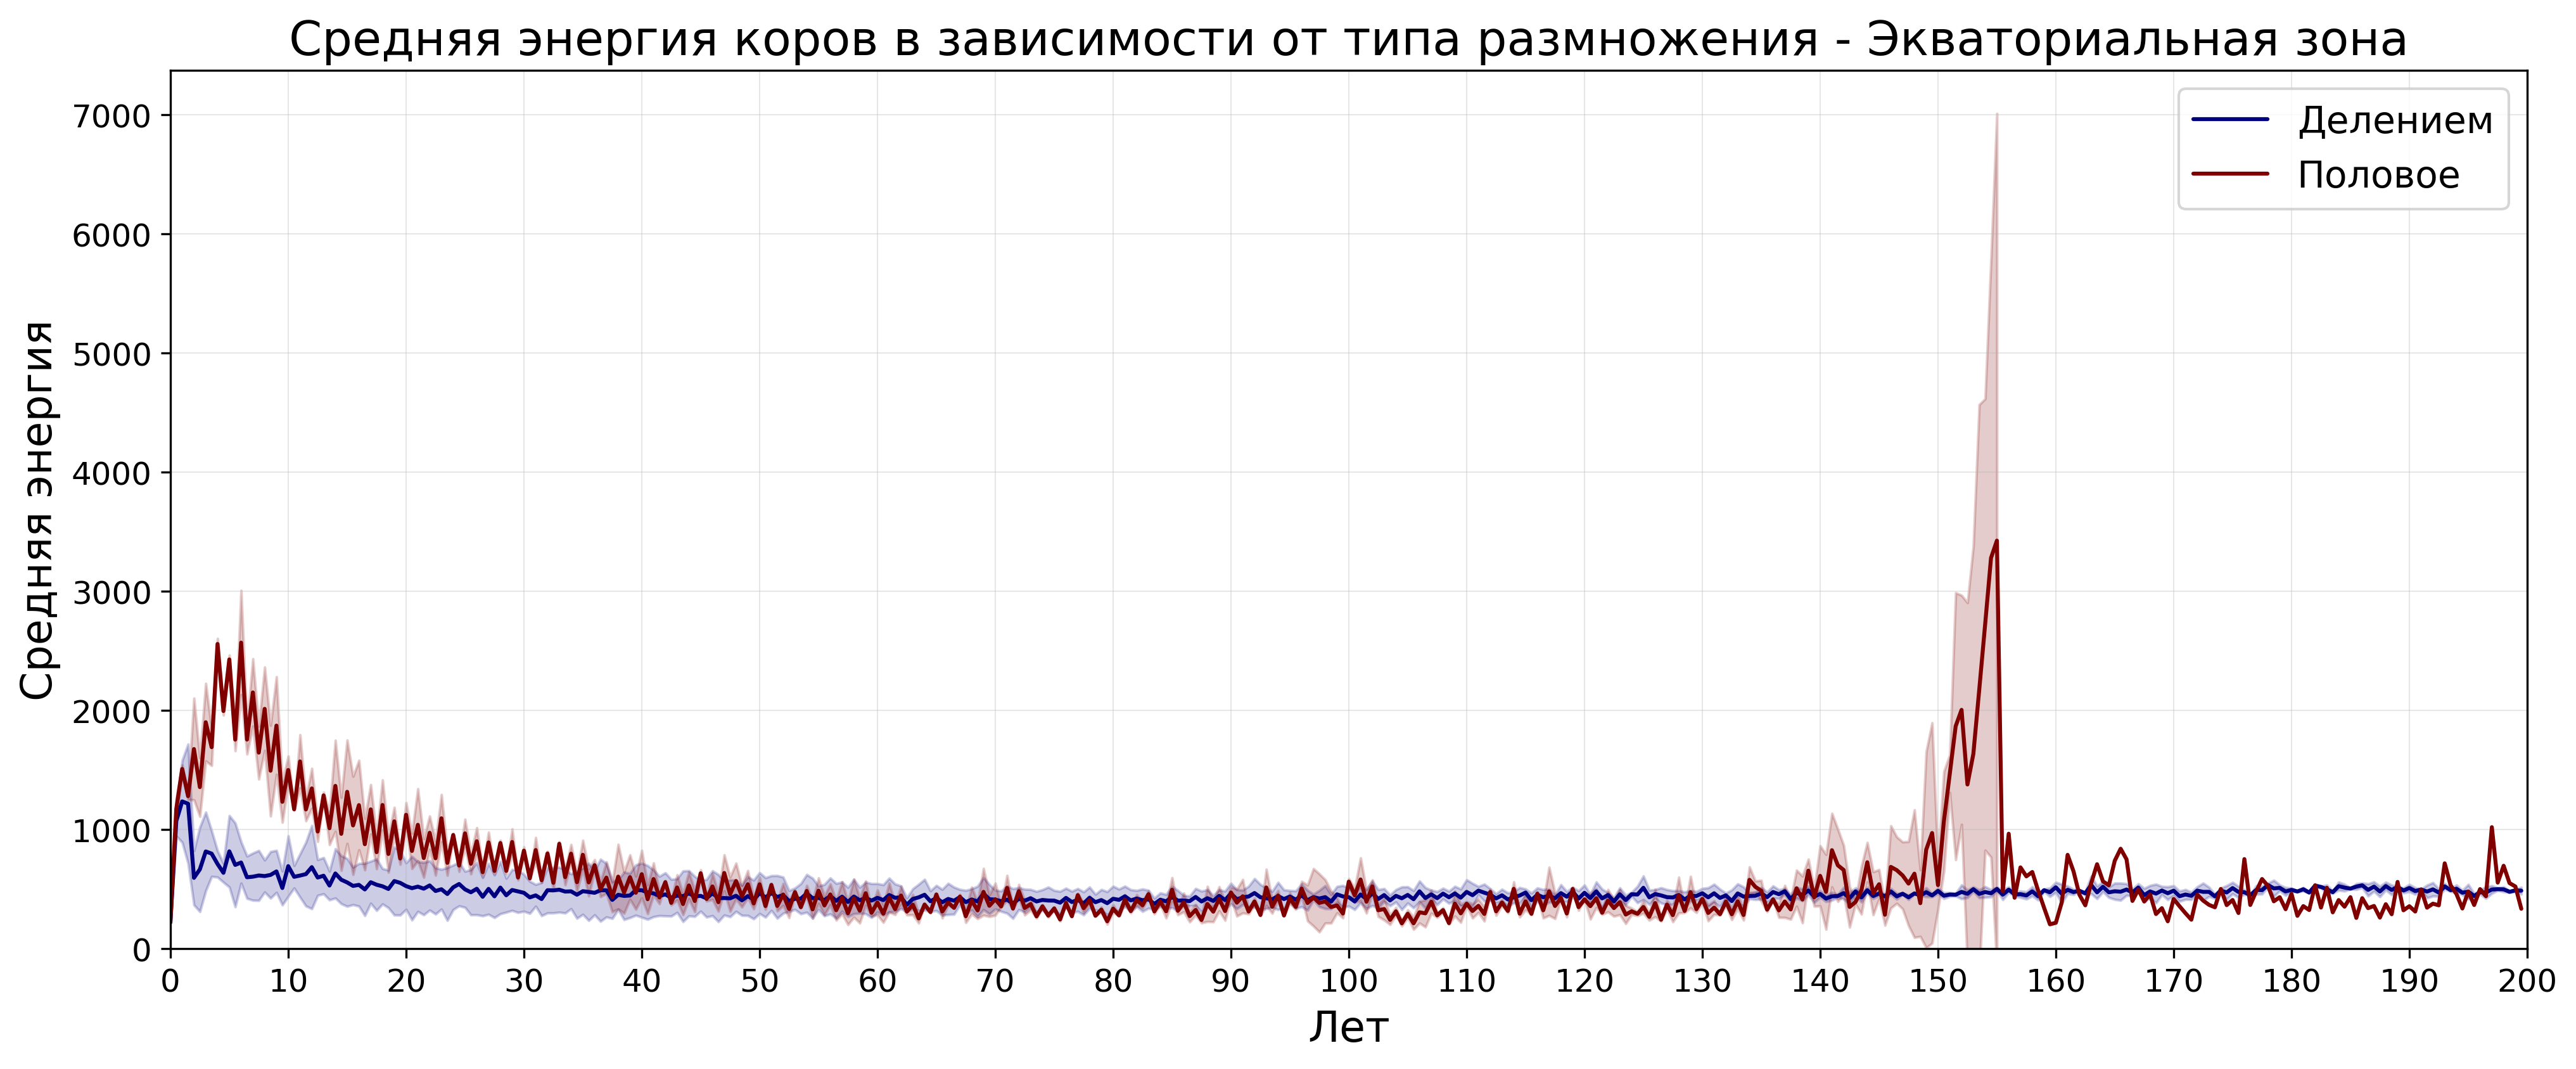 Средняя энергия коров в зависимости от типа размножения - Экваториальная зона
Средняя энергия
7000
6000
5000
4000
3000
2000
1000
0
Делением
Половое
0 10 20 30 40 50 60 70 80 90 100 110 120 130 140 150 160 170 180 190 200
Лет